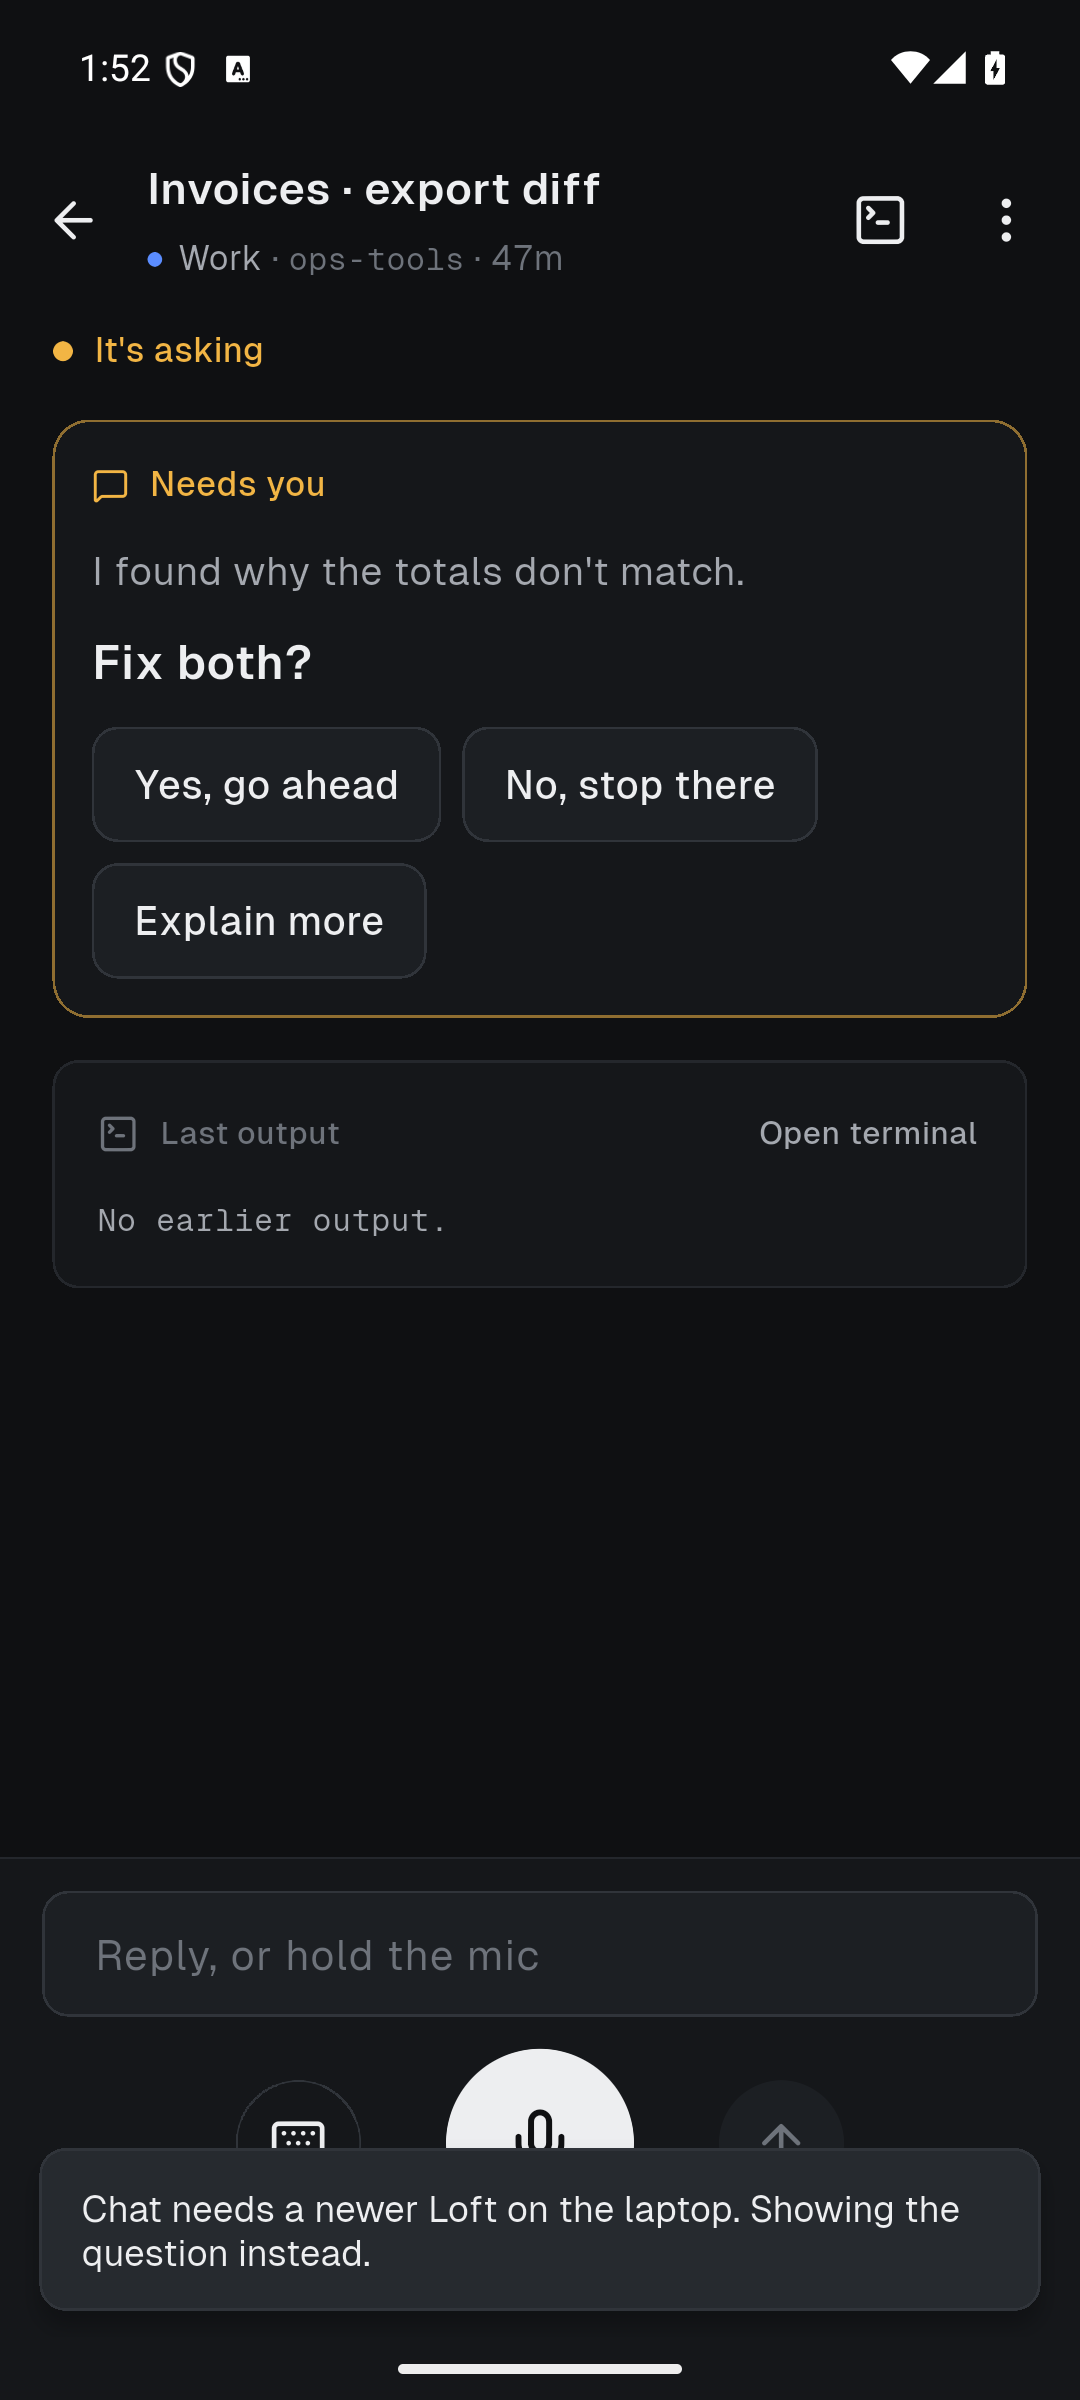 1:52
Invoices · export diff
Work · ops-tools · 47m
It's asking
Needs you
I found why the totals don't match.
Fix both?
Yes, go ahead
No, stop there
Explain more
Last output
Open terminal
No earlier output.
Reply, or hold the mic
Chat needs a newer Loft on the laptop. Showing the
question instead.